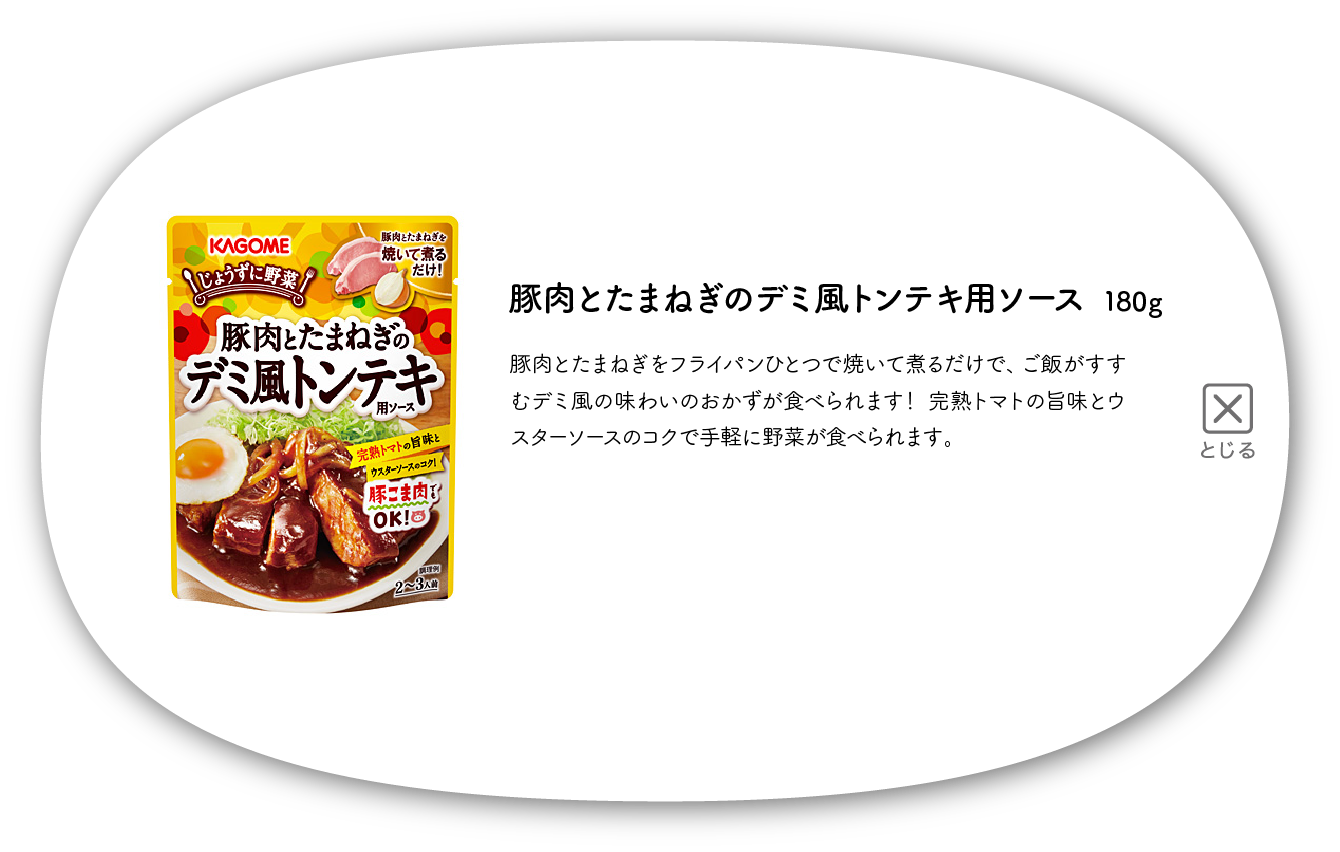 KAGOME
じょうずに野菜
豚肉とたまねぎを
焼いて煮る
だけ!
豚肉とたまねぎの
デミ風トンテキ
用ソース
完熟トマトの旨味と
ウスターソースのコク!
豚こま肉でも
OK!
調理例
2〜3人前
豚肉とたまねぎのデミ風トンテキ用ソース 180g
豚肉とたまねぎをフライパンひとつで焼いて煮るだけで、ご飯がすす
むデミ風の味わいのおかずが食べられます! 完熟トマトの旨味とウ
スターソースのコクで手軽に野菜が食べられます。
とじる